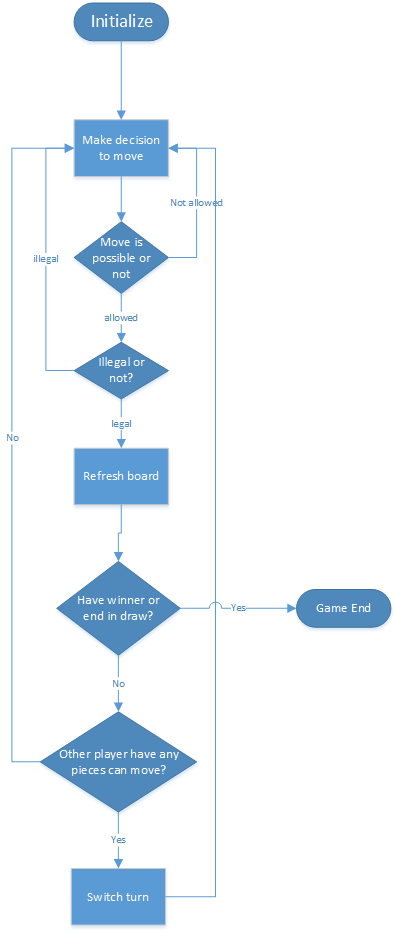 Initialize
Make decision
to move
Not allowed
Move is
possible or
not
illegal
allowed
Illegal or
not?
legal
No
Refresh board
Have winner or
end in draw?
Yes
Game End
No
Other player have any
pieces can move?
Yes
Switch turn